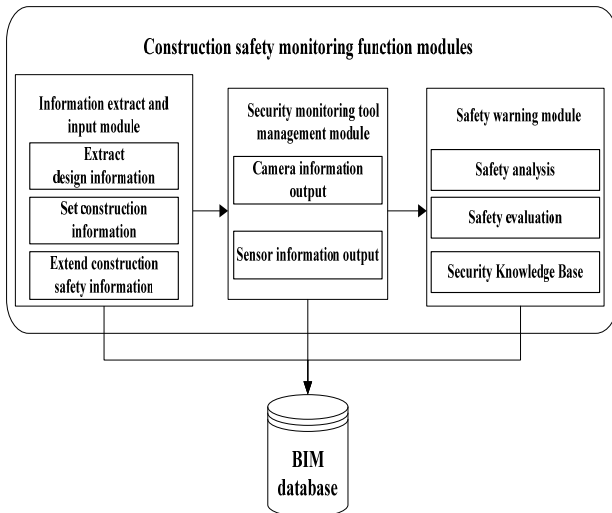 Construction safety monitoring function modules
Information extract and
input module
Extract
design information
Set construction
information
Extend construction
safety information
Security monitoring tool
management module
Camera information
output
Sensor information output
Safety warning module
Safety analysis
Safety evaluation
Security Knowledge Base
BIM
database